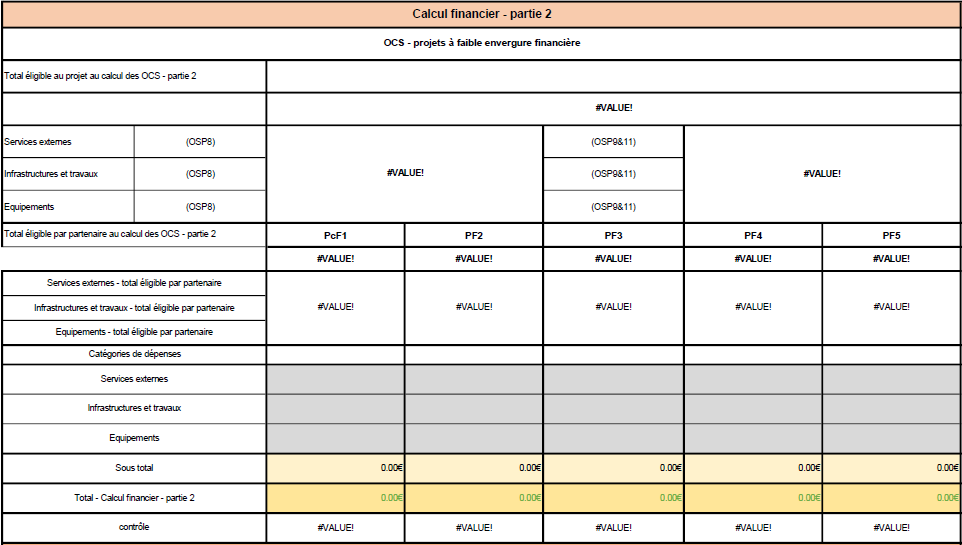 Calcul financier - partie 2
OCS - projets à faible envergure financière
Total éligible au projet au calcul des OCS - partie 2
#VALUE!
Services externes (OSP8) (OSP9&11)
Infrastructures et travaux (OSP8) #VALUE! (OSP9&11) #VALUE!
Equipements (OSP8) (OSP9&11)
Total éligible par partenaire au calcul des OCS - partie 2 PcF1 PF2 PF3 PF4 PF5
#VALUE! #VALUE! #VALUE! #VALUE! #VALUE!
Services externes - total éligible par partenaire
Infrastructures et travaux - total éligible par partenaire #VALUE! #VALUE! #VALUE! #VALUE! #VALUE!
Equipements - total éligible par partenaire
Catégories de dépenses
Services externes
Infrastructures et travaux
Equipements
Sous total 0.00€ 0.00€ 0.00€ 0.00€ 0.00€
Total - Calcul financier - partie 2 0.00€ 0.00€ 0.00€ 0.00€ 0.00€
contrôle #VALUE! #VALUE! #VALUE! #VALUE! #VALUE!